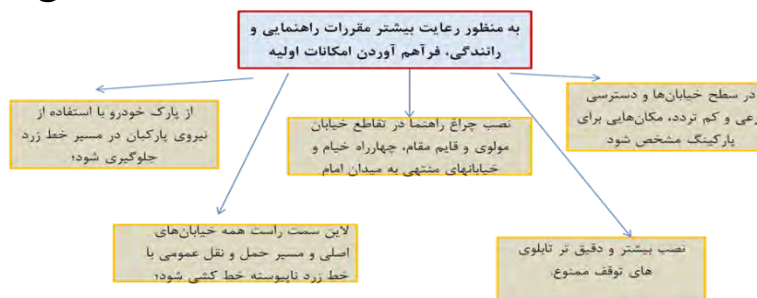 به منظور رعایت بیشتر مقررات راهنمایی و
رانندگی، فرآهم آوردن امکانات اولیه
در سطح خیابان‌ها و دسترسی
رعی و کم تردد، مکان‌هایی برای
پارکینگ مشخص شود
نصب چراغ راهنما در تقاطع خیابان
مولوی و قایم مقام، چهارراه خیام و
خیابانهای منتهی به میدان امام
از پارک خودرو با استفاده از
نیروی پارکبان در مسیر خط زرد
جلوگیری شود؛
نصب بیشتر و دقیق تر تابلوی
های توقف ممنوع.
لاین سمت راست همه خیابان‌های
اصلی و مسیر حمل و نقل عمومی با
خط زرد ناپیوسته خط کشی شود؛